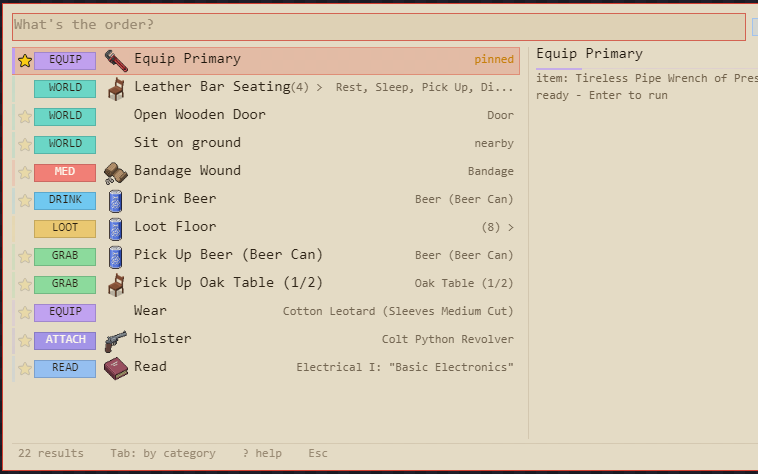 What's the order?
EQUIP Equip Primary pinned
WORLD Leather Bar Seating(4) > Rest, Sleep, Pick Up, Di...
WORLD Open Wooden Door Door
WORLD Sit on ground nearby
MED Bandage Wound Bandage
DRINK Drink Beer Beer (Beer Can)
LOOT Loot Floor (8) >
GRAB Pick Up Beer (Beer Can) Beer (Beer Can)
GRAB Pick Up Oak Table (1/2) Oak Table (1/2)
EQUIP Wear Cotton Leotard (Sleeves Medium Cut)
ATTACH Holster Colt Python Revolver
READ Read Electrical I: "Basic Electronics"
Equip Primary
item: Tireless Pipe Wrench of Pres
ready - Enter to run
22 results Tab: by category ? help Esc